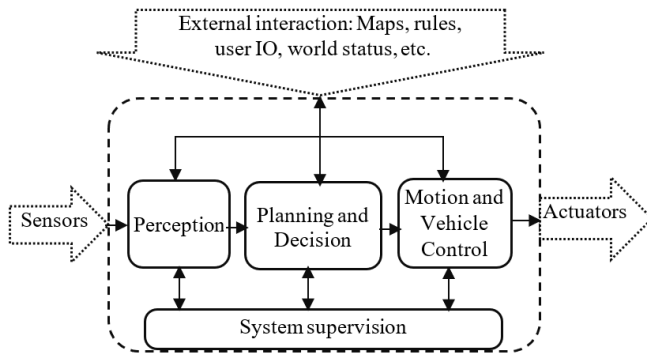 External interaction: Maps, rules,
user IO, world status, etc.
Sensors
Perception
Planning and
Decision
Motion and
Vehicle
Control
Actuators
System supervision